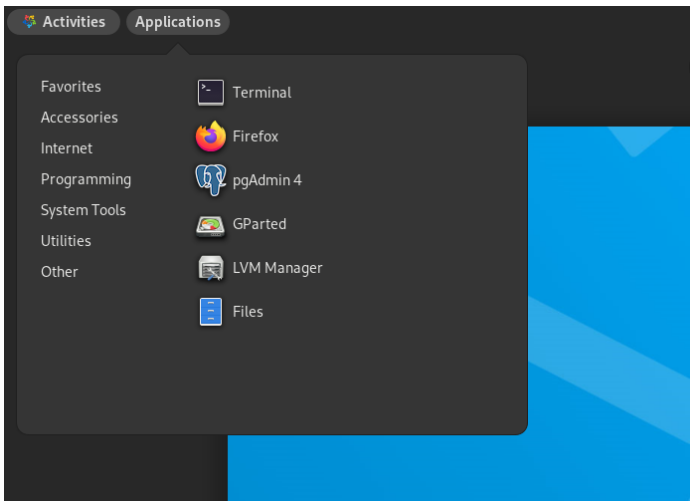 Activities
Applications
Favorites
Accessories
Internet
Programming
System Tools
Utilities
Other
Terminal
Firefox
pgAdmin 4
GParted
LVM Manager
Files